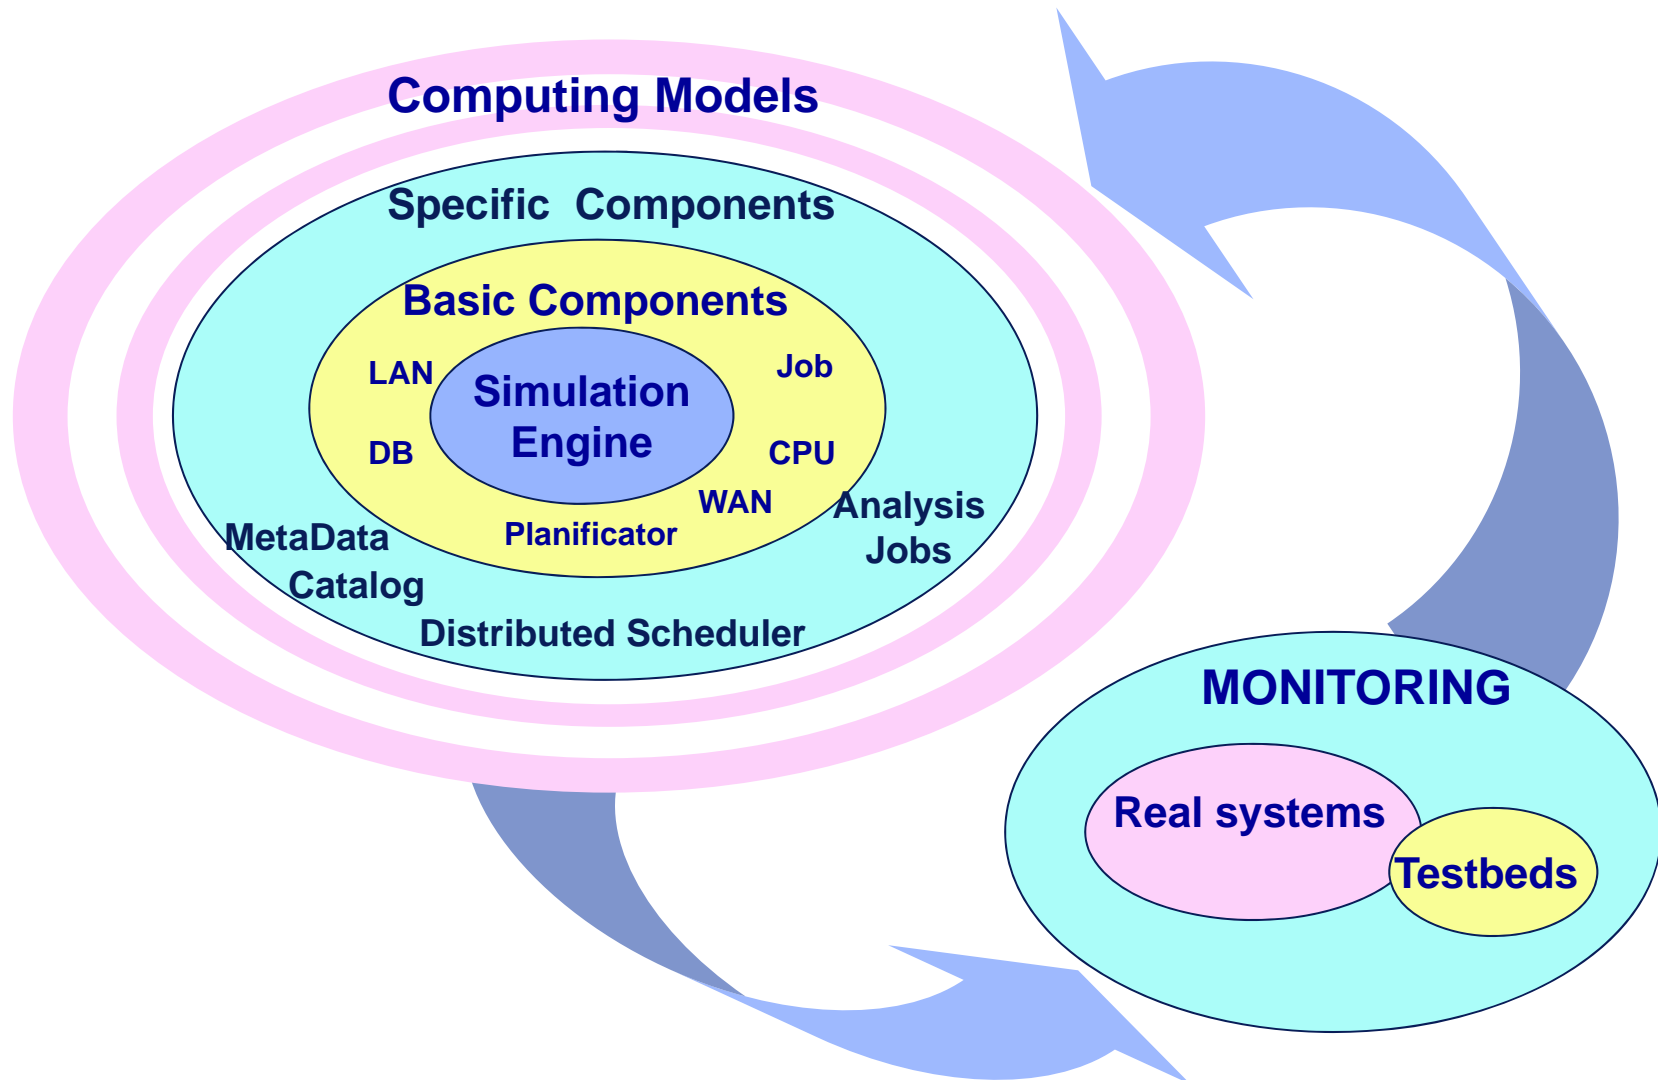 Computing Models
Specific Components
Basic Components
LAN
Job
Simulation
Engine
DB
CPU
WAN
Analysis
Jobs
Planificator
MetaData
Catalog
Distributed Scheduler
MONITORING
Real systems
Testbeds